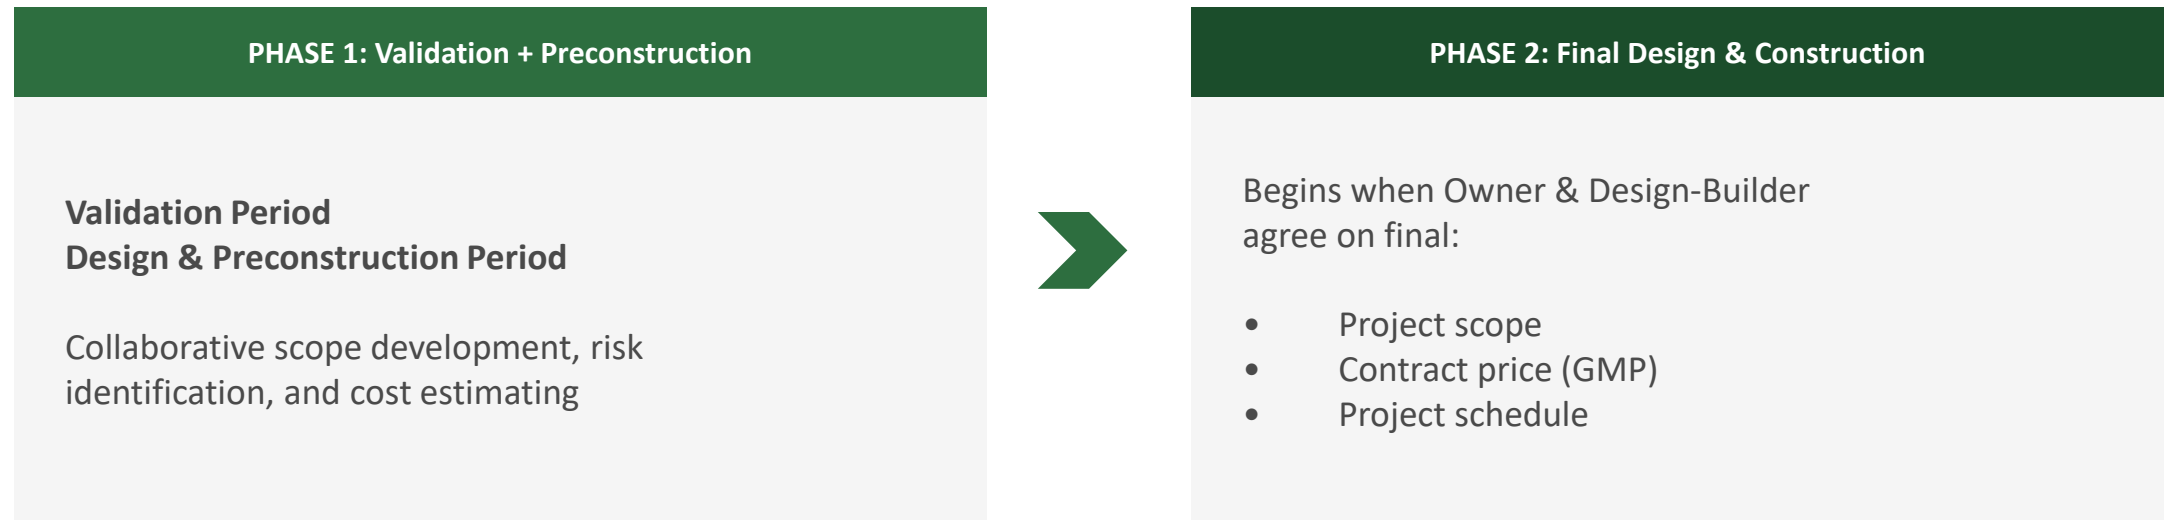 PHASE 1: Validation + Preconstruction
Validation Period
Design & Preconstruction Period
Collaborative scope development, risk
identification, and cost estimating
PHASE 2: Final Design & Construction
Begins when Owner & Design-Builder
agree on final:
• Project scope
• Contract price (GMP)
• Project schedule